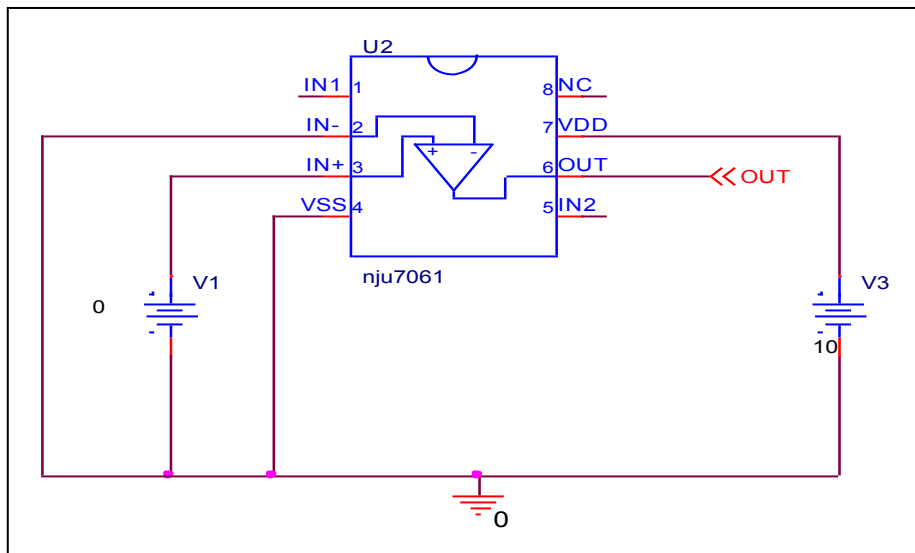 U2
IN1 1 8 NC
IN- 2 7 VDD
+ -
IN+ 3 6 OUT OUT
VSS 4 5 IN2
nju7061
V1 V3
0
10
0